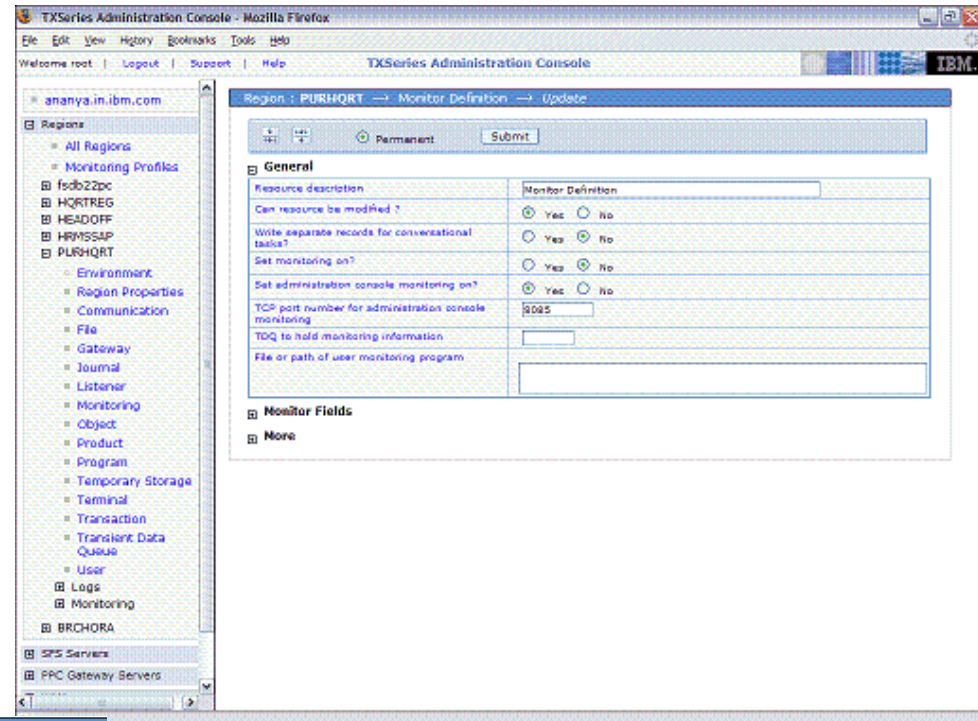 TXSeries Administration Console - Mozilla Firefox
File Edit View History Bookmarks Tools Help
Welcome root | Logout | Support | Help TXSeries Administration Console IBM.
ananya.in.ibm.com
Regions
All Regions
Monitoring Profiles
fsdb22pc
HQRTREG
HEADOFF
HRMSSAP
PURHQRT
Environment
Region Properties
Communication
File
Gateway
Journal
Listener
Monitoring
Object
Product
Program
Temporary Storage
Terminal
Transaction
Transient Data
Queue
User
Logs
Monitoring
BRCHORA
SFS Servers
PPC Gateway Servers
Region : PURHQRT → Monitor Definition → Update
Permanent Submit
General
Resource description Monitor Definition
Can resource be modified ? Yes No
Write separate records for conversational
tasks? Yes No
Set monitoring on? Yes No
Set administration console monitoring on? Yes No
TCP port number for administration console
monitoring
TDQ to hold monitoring information
File or path of user monitoring program
Monitor Fields
More